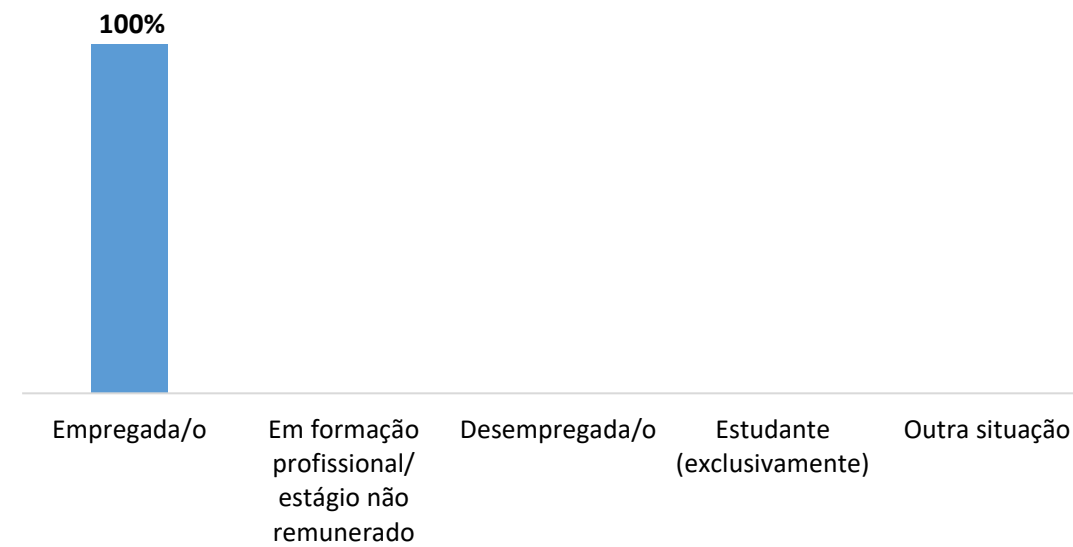 100%
Empregada/o
Em formação
profissional/
estágio não
remunerado
Desempregada/o
Estudante
(exclusivamente)
Outra situação